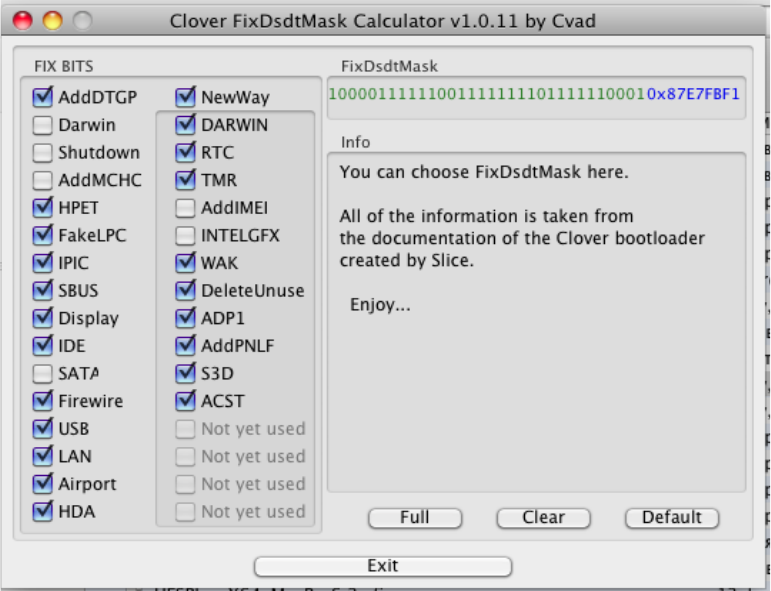 Clover FixDsdtMask Calculator v1.0.11 by Cvad
FIX BITS
AddDTGP
Darwin
Shutdown
AddMCHC
HPET
FakeLPC
IPIC
SBUS
Display
IDE
SATA
Firewire
USB
LAN
Airport
HDA
NewWay
DARWIN
RTC
TMR
AddIMEI
INTELGFX
WAK
DeleteUnuse
ADP1
AddPNLF
S3D
ACST
Not yet used
Not yet used
Not yet used
Not yet used
FixDsdtMask
10000111111001111111101111110001 0x87E7FBF1
Info
You can choose FixDsdtMask here.
All of the information is taken from
the documentation of the Clover bootloader
created by Slice.
Enjoy...
Full
Clear
Default
Exit